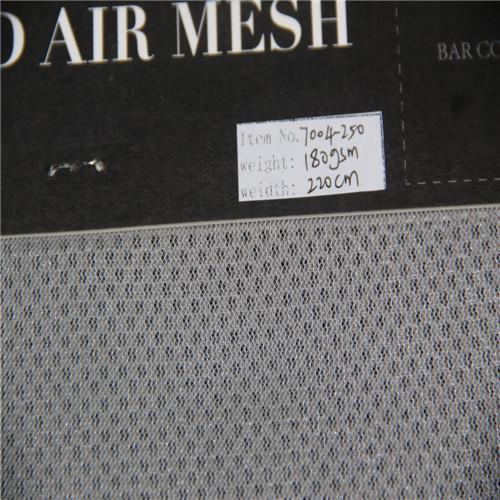 D AIR MESH
BAR CO
Item No. 7004-250
weight: 180gsm
weidth: 220cm